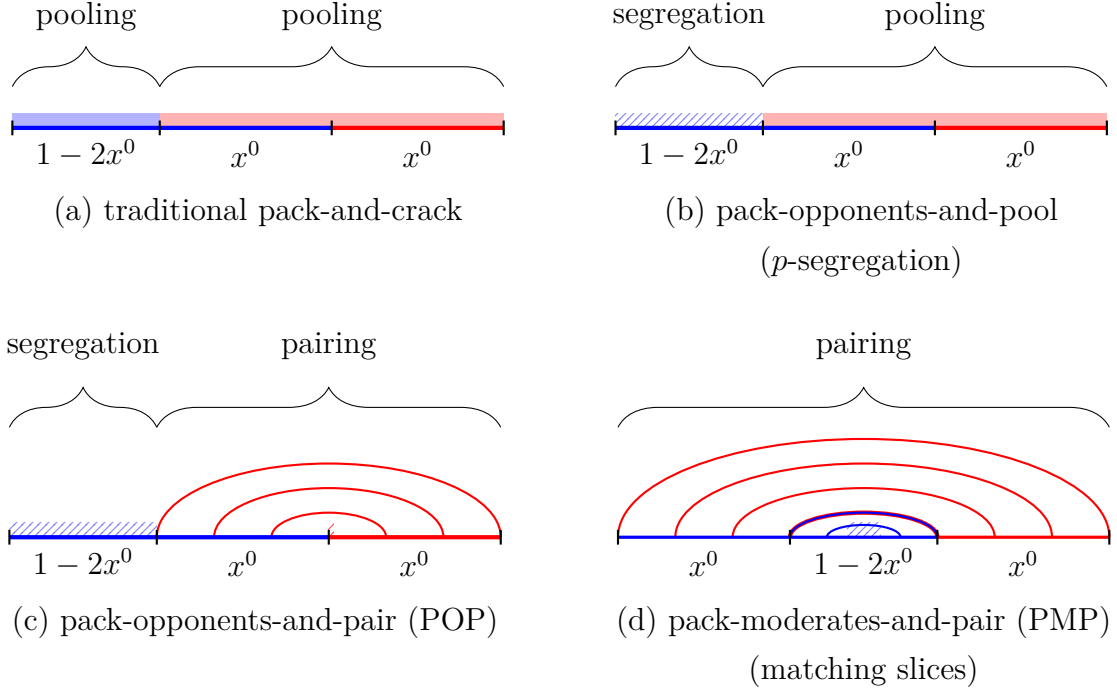 pooling pooling
1 − 2x⁰ x⁰ x⁰
(a) traditional pack-and-crack
segregation pooling
1 − 2x⁰ x⁰ x⁰
(b) pack-opponents-and-pool
(p-segregation)
segregation pairing
1 − 2x⁰ x⁰ x⁰
(c) pack-opponents-and-pair (POP)
pairing
x⁰ 1 − 2x⁰ x⁰
(d) pack-moderates-and-pair (PMP)
(matching slices)